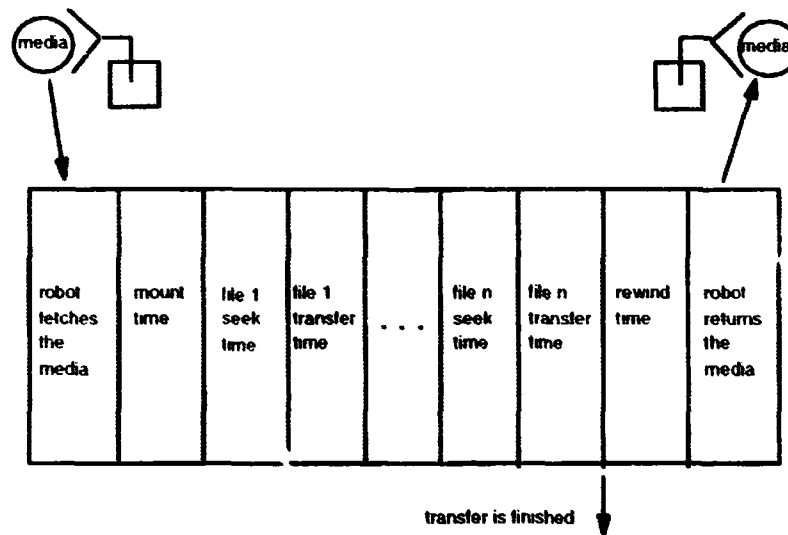 media
media
robot
fetches
the
media
mount
time
file 1
seek
time
file 1
transfer
time
. . . .
file n
seek
time
file n
transfer
time
rewind
time
robot
returns
the
media
transfer is finished